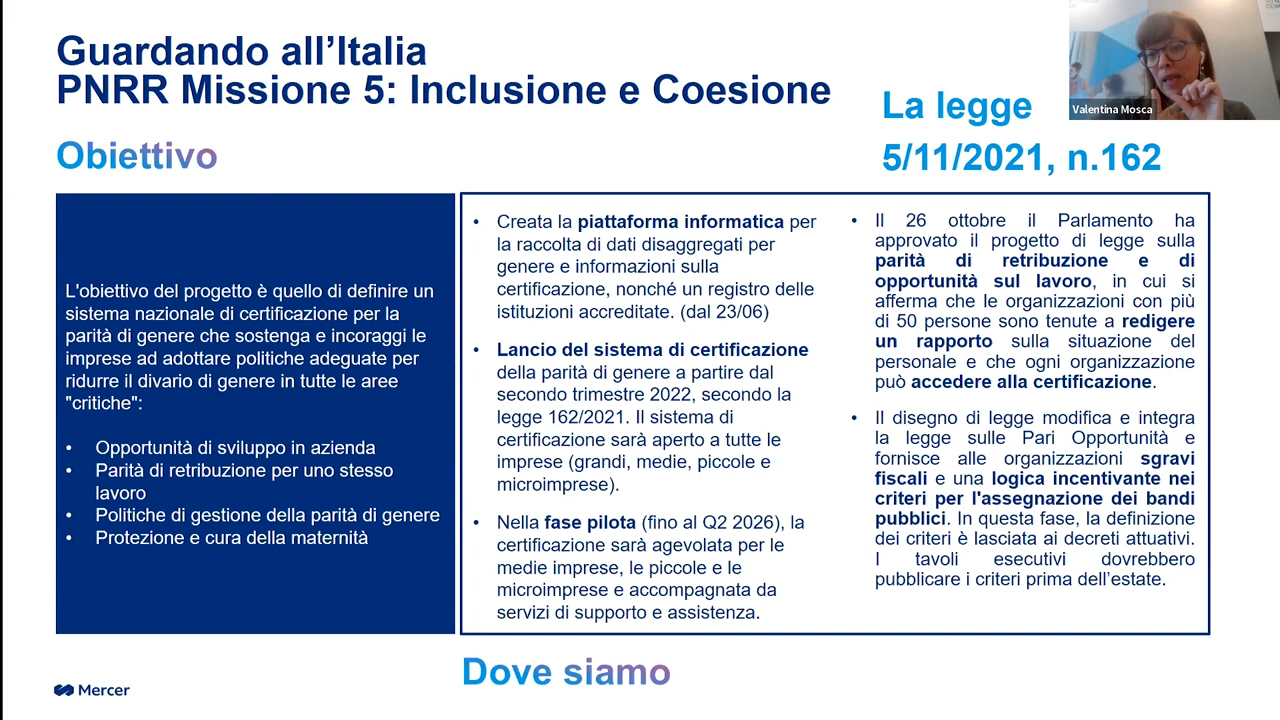 Guardando all'Italia
PNRR Missione 5: Inclusione e Coesione
Valentina Mosca
La legge
5/11/2021, n.162
Obiettivo
L'obiettivo del progetto è quello di definire un
sistema nazionale di certificazione per la
parità di genere che sostenga e incoraggi le
imprese ad adottare politiche adeguate per
ridurre il divario di genere in tutte le aree
"critiche":
• Opportunità di sviluppo in azienda
• Parità di retribuzione per uno stesso
lavoro
• Politiche di gestione della parità di genere
• Protezione e cura della maternità
• Creata la piattaforma informatica per
la raccolta di dati disaggregati per
genere e informazioni sulla
certificazione, nonché un registro delle
istituzioni accreditate. (dal 23/06)
• Lancio del sistema di certificazione
della parità di genere a partire dal
secondo trimestre 2022, secondo la
legge 162/2021. Il sistema di
certificazione sarà aperto a tutte le
imprese (grandi, medie, piccole e
microimprese).
• Nella fase pilota (fino al Q2 2026), la
certificazione sarà agevolata per le
medie imprese, le piccole e le
microimprese e accompagnata da
servizi di supporto e assistenza.
• Il 26 ottobre il Parlamento ha
approvato il progetto di legge sulla
parità di retribuzione e di
opportunità sul lavoro, in cui si
afferma che le organizzazioni con più
di 50 persone sono tenute a redigere
un rapporto sulla situazione del
personale e che ogni organizzazione
può accedere alla certificazione.
• Il disegno di legge modifica e integra
la legge sulle Pari Opportunità e
fornisce alle organizzazioni sgravi
fiscali e una logica incentivante nei
criteri per l'assegnazione dei bandi
pubblici. In questa fase, la definizione
dei criteri è lasciata ai decreti attuativi.
I tavoli esecutivi dovrebbero
pubblicare i criteri prima dell'estate.
Dove siamo
Mercer